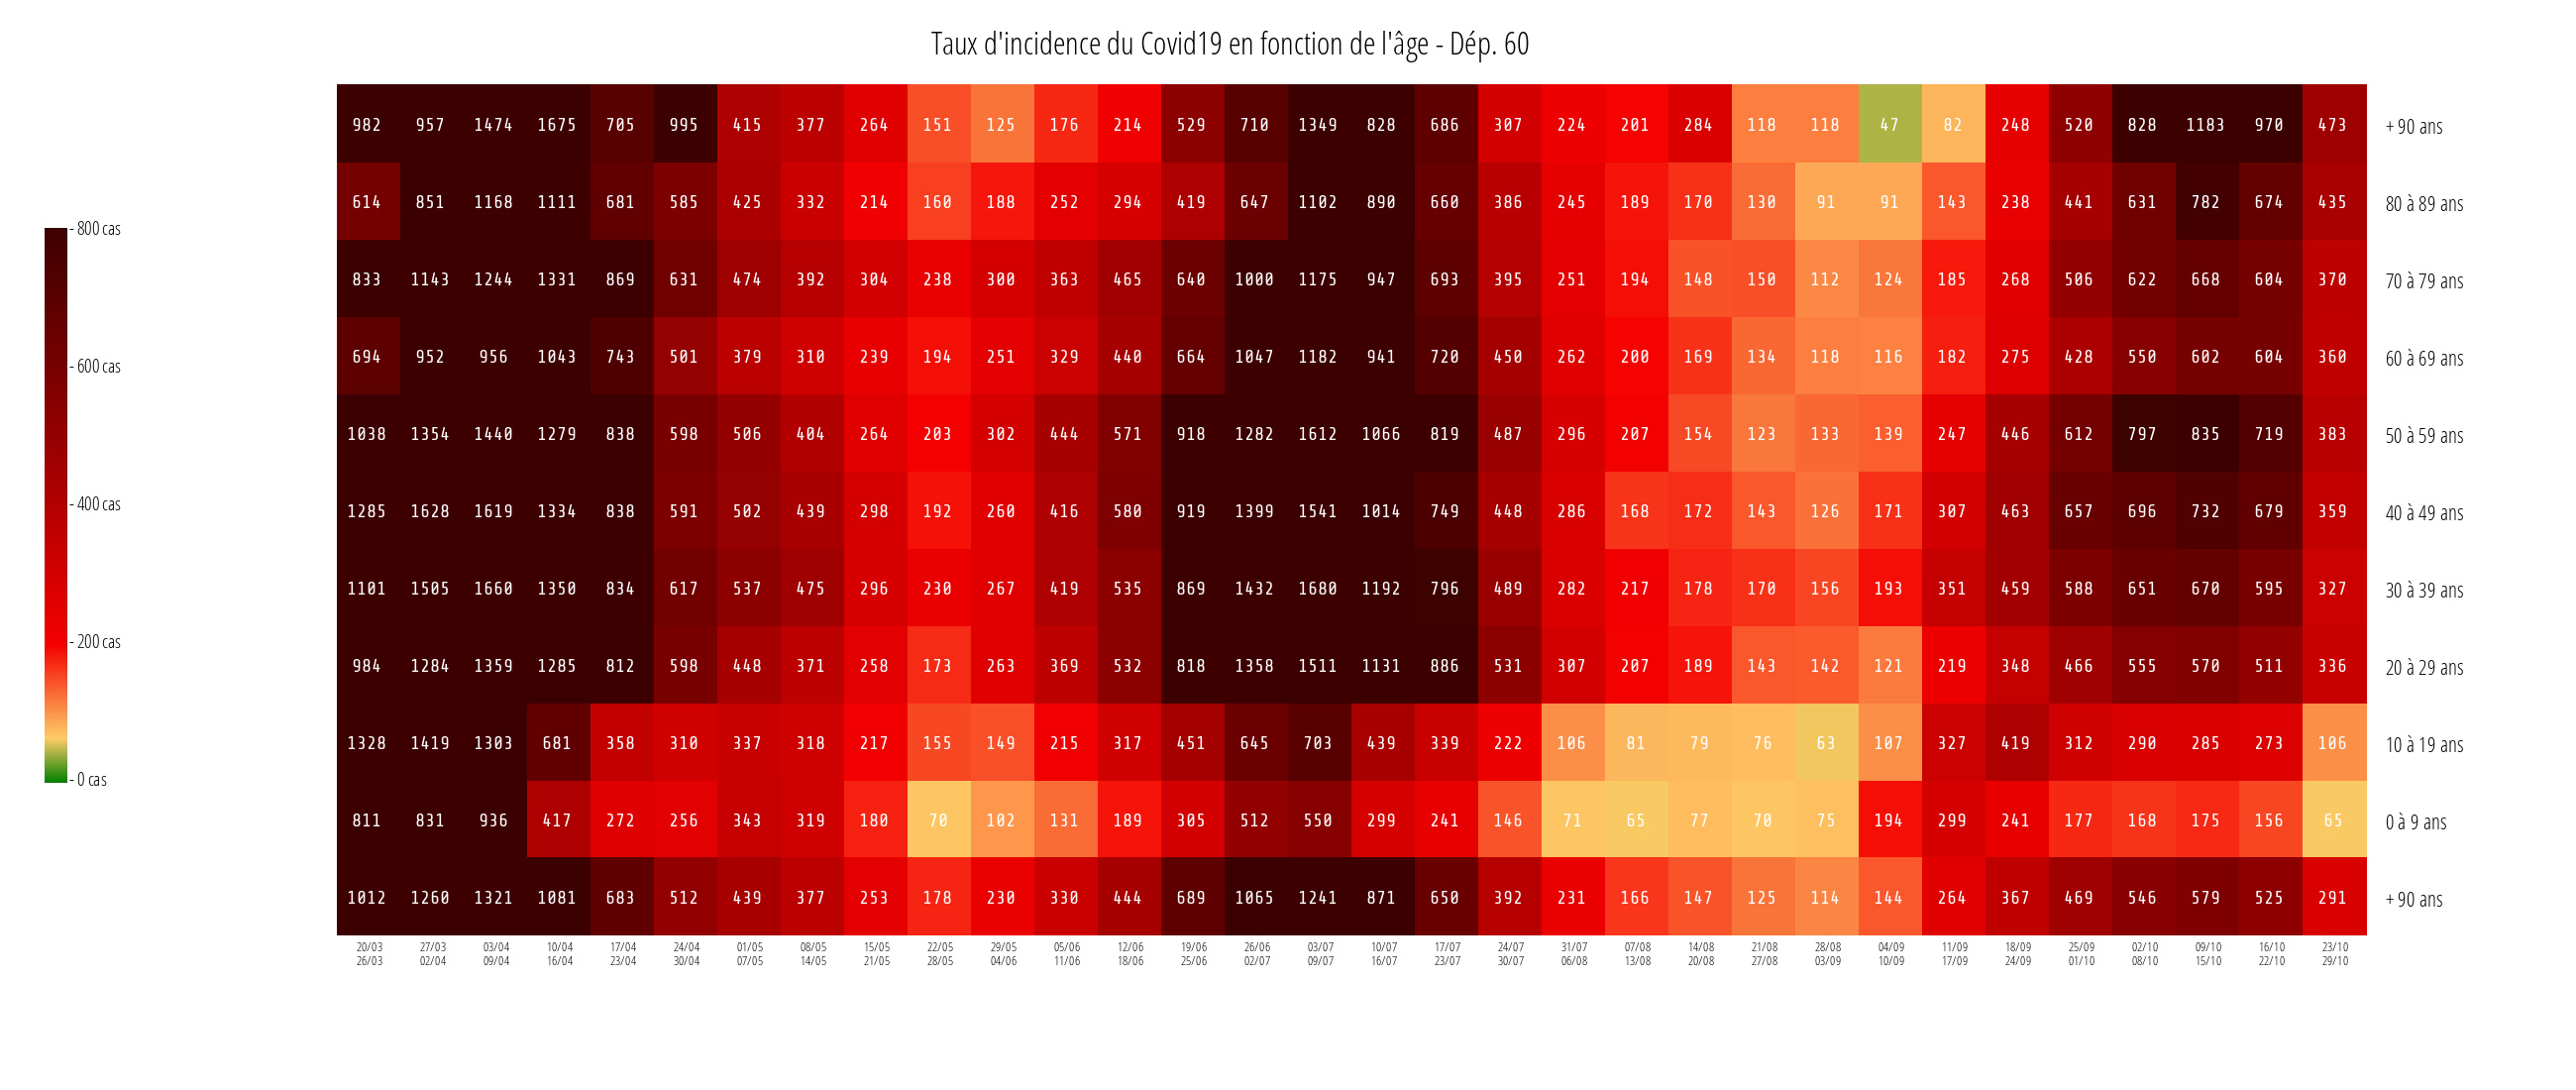 Taux d'incidence du Covid19 en fonction de l'âge - Dép. 60
- 800 cas
- 600 cas
- 400 cas
- 200 cas
- 0 cas
982 957 1474 1675 705 995 415 377 264 151 125 176 214 529 710 1349 828 686 307 224 201 284 118 118 47 82 248 520 828 1183 970 473 + 90 ans
614 851 1168 1111 681 585 425 332 214 160 188 252 294 419 647 1102 890 660 386 245 189 170 130 91 91 143 238 441 631 782 674 435 80 à 89 ans
833 1143 1244 1331 869 631 474 392 304 238 300 363 465 640 1000 1175 947 693 395 251 194 148 150 112 124 185 268 506 622 668 604 370 70 à 79 ans
694 952 956 1043 743 501 379 310 239 194 251 329 440 664 1047 1182 941 720 450 262 200 169 134 118 116 182 275 428 550 602 604 360 60 à 69 ans
1038 1354 1440 1279 838 598 506 404 264 203 302 444 571 918 1282 1612 1066 819 487 296 207 154 123 133 139 247 446 612 797 835 719 383 50 à 59 ans
1285 1628 1619 1334 838 591 502 439 298 192 260 416 580 919 1399 1541 1014 749 448 286 168 172 143 126 171 307 463 657 696 732 679 359 40 à 49 ans
1101 1505 1660 1350 834 617 537 475 296 230 267 419 535 869 1432 1680 1192 796 489 282 217 178 170 156 193 351 459 588 651 670 595 327 30 à 39 ans
984 1284 1359 1285 812 598 448 371 258 173 263 369 532 818 1358 1511 1131 886 531 307 207 189 143 142 121 219 348 466 555 570 511 336 20 à 29 ans
1328 1419 1303 681 358 310 337 318 217 155 149 215 317 451 645 703 439 339 222 106 81 79 76 63 107 327 419 312 290 285 273 106 10 à 19 ans
811 831 936 417 272 256 343 319 180 70 102 131 189 305 512 550 299 241 146 71 65 77 70 75 194 299 241 177 168 175 156 65 0 à 9 ans
1012 1260 1321 1081 683 512 439 377 253 178 230 330 444 689 1065 1241 871 650 392 231 166 147 125 114 144 264 367 469 546 579 525 291 + 90 ans
20/03 27/03 03/04 10/04 17/04 24/04 01/05 08/05 15/05 22/05 29/05 05/06 12/06 19/06 26/06 03/07 10/07 17/07 24/07 31/07 07/08 14/08 21/08 28/08 04/09 11/09 18/09 25/09 02/10 09/10 16/10 23/10
26/03 02/04 09/04 16/04 23/04 30/04 07/05 14/05 21/05 28/05 04/06 11/06 18/06 25/06 02/07 09/07 16/07 23/07 30/07 06/08 13/08 20/08 27/08 03/09 10/09 17/09 24/09 01/10 08/10 15/10 22/10 29/10